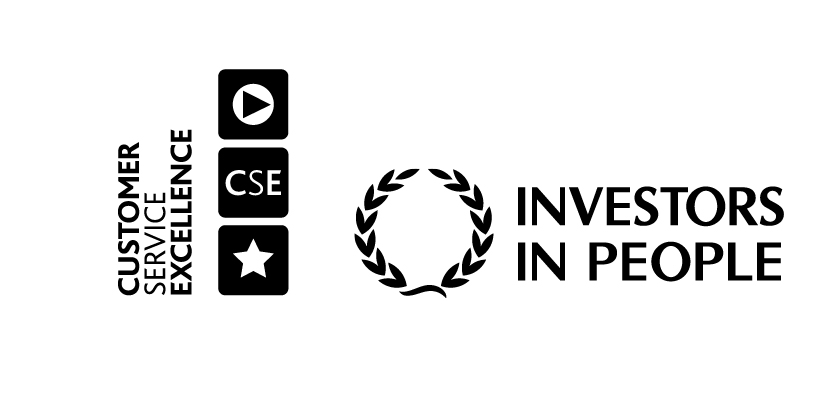 CUSTOMER
SERVICE
EXCELLENCE
CSE
INVESTORS
IN PEOPLE